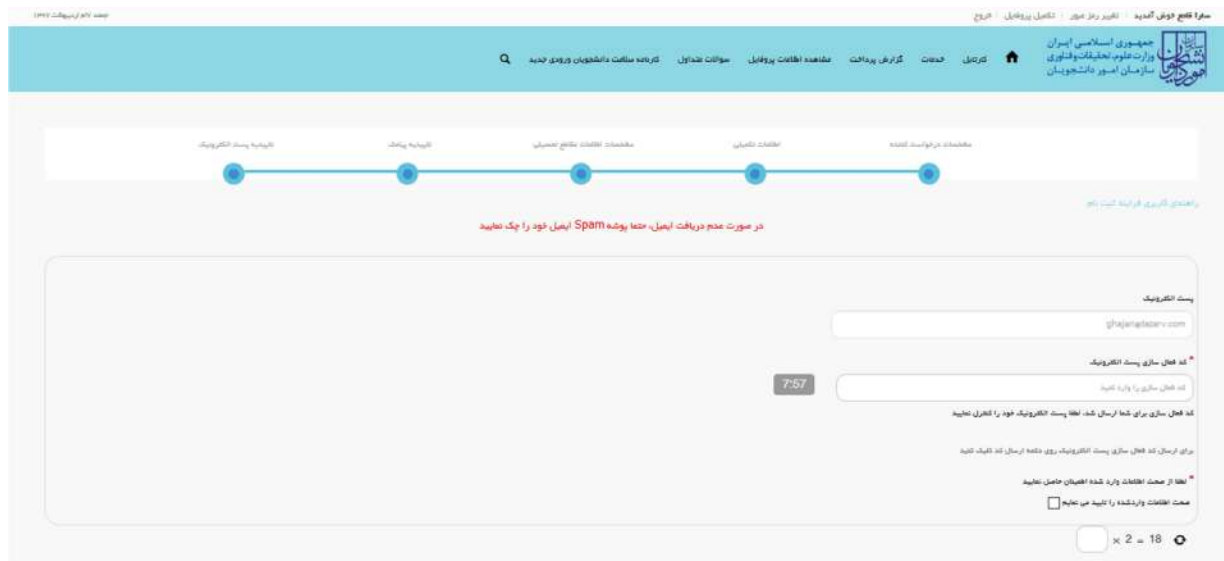 سارا قانع خوش آمدید | تغییر رمز عبور | تکمیل پروفایل | خروج
جمعه ۷ام اردیبهشت ۱۳۹۷
جمهوری اسلامی ایران
وزارت علوم، تحقیقات و فناوری
سازمان امور دانشجویان
کارتابل خدمات گزارش پرداخت مشاهده اطلاعات پروفایل سوالات متداول کارنامه سلامت دانشجویان ورودی جدید
مشخصات درخواست کننده اطلاعات تکمیلی مشخصات اطلاعات مقاطع تحصیلی تاییدیه پیامک تاییدیه پست الکترونیک
راهنمای کاربری فرایند ثبت نام
در صورت عدم دریافت ایمیل، حتما پوشه Spam ایمیل خود را چک نمایید
پست الکترونیک
* کد فعال سازی پست الکترونیک
کد فعال سازی را وارد کنید
7:57
کد فعال سازی برای شما ارسال شد، لطفا پست الکترونیک خود را کنترل نمایید
برای ارسال کد فعال سازی پست الکترونیک روی دکمه ارسال کد کلیک کنید
* لطفا از صحت اطلاعات وارد شده اطمینان حاصل نمایید
صحت اطلاعات واردشده را تایید می نمایم
× 2 = 18